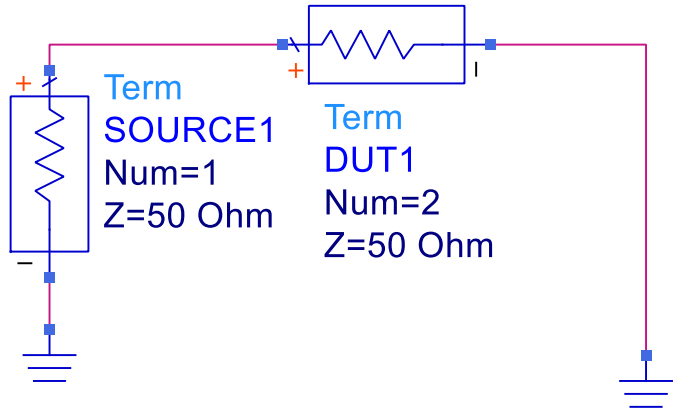 +
Term
SOURCE1
Num=1
Z=50 Ohm
–
+
–
Term
DUT1
Num=2
Z=50 Ohm